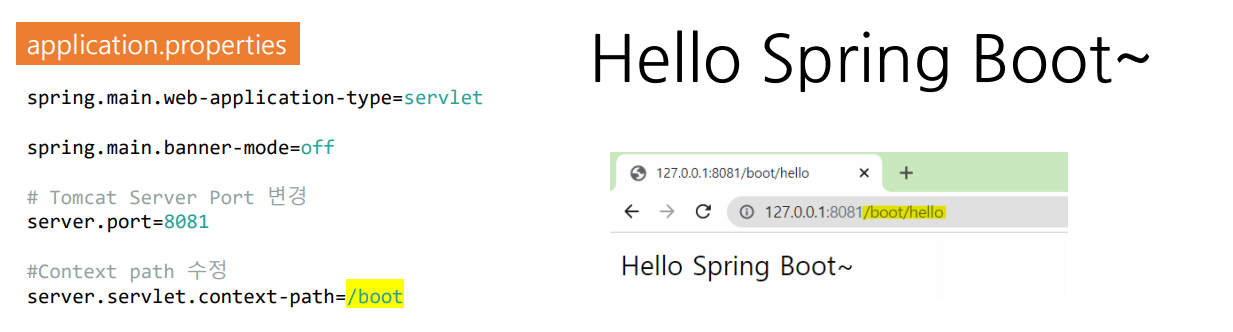 application.properties
spring.main.web-application-type=servlet
spring.main.banner-mode=off
# Tomcat Server Port 변경
server.port=8081
#Context path 수정
server.servlet.context-path=/boot
Hello Spring Boot~
127.0.0.1:8081/boot/hello
127.0.0.1:8081/boot/hello
Hello Spring Boot~